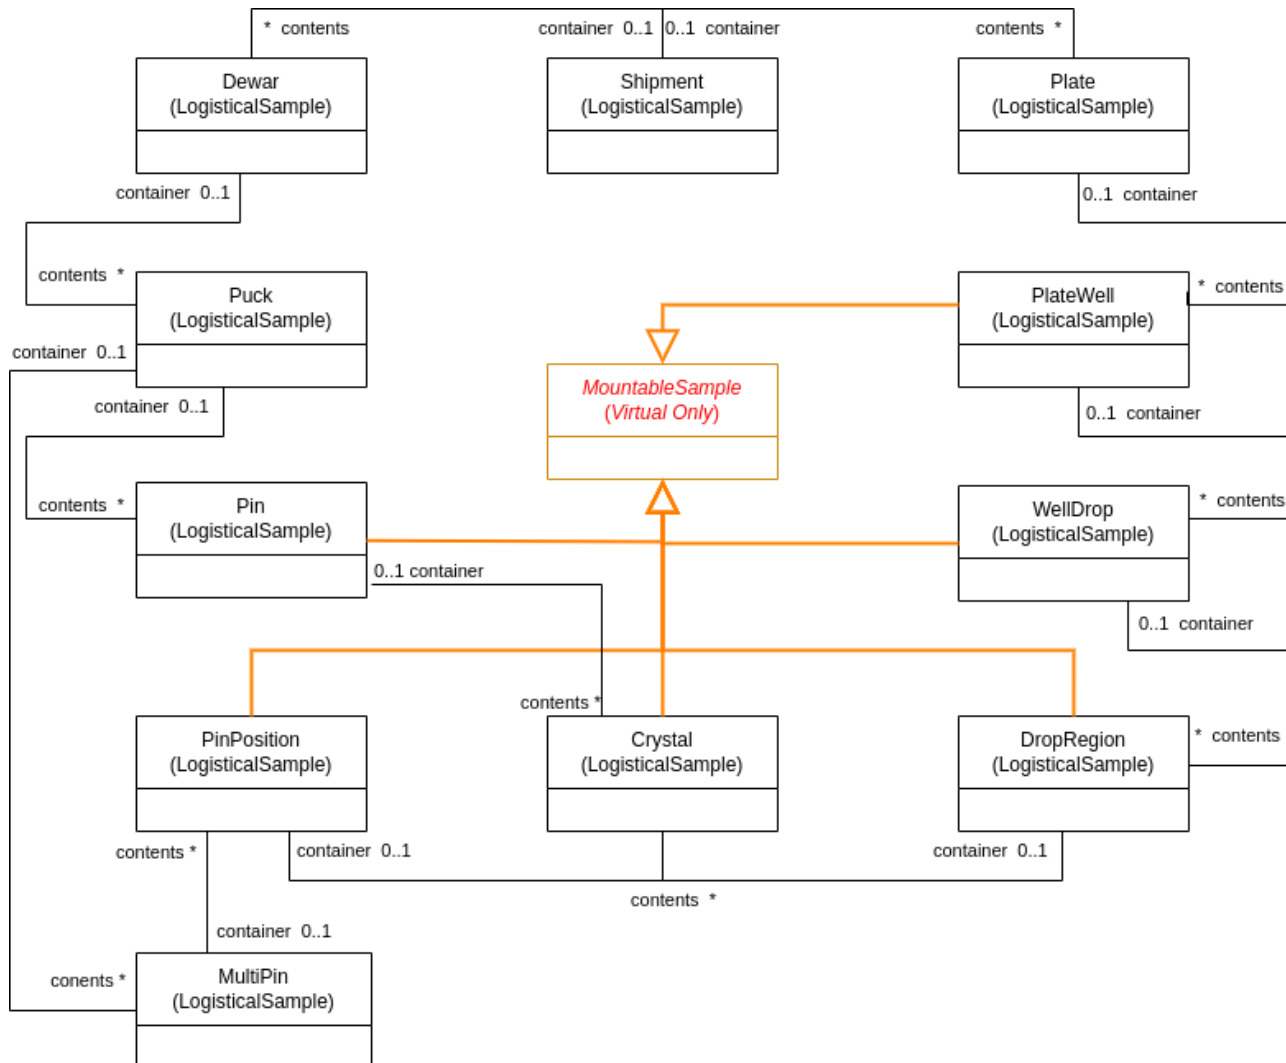 * contents
container 0..1
0..1 container
contents *
Dewar
(LogisticalSample)
Shipment
(LogisticalSample)
Plate
(LogisticalSample)
container 0..1
0..1 container
contents *
Puck
(LogisticalSample)
PlateWell
(LogisticalSample)
* contents
container 0..1
container 0..1
MountableSample
(Virtual Only)
0..1 container
contents *
Pin
(LogisticalSample)
WellDrop
(LogisticalSample)
* contents
0..1 container
0..1 container
contents *
PinPosition
(LogisticalSample)
Crystal
(LogisticalSample)
DropRegion
(LogisticalSample)
* contents
contents *
container 0..1
container 0..1
contents *
container 0..1
conents *
MultiPin
(LogisticalSample)